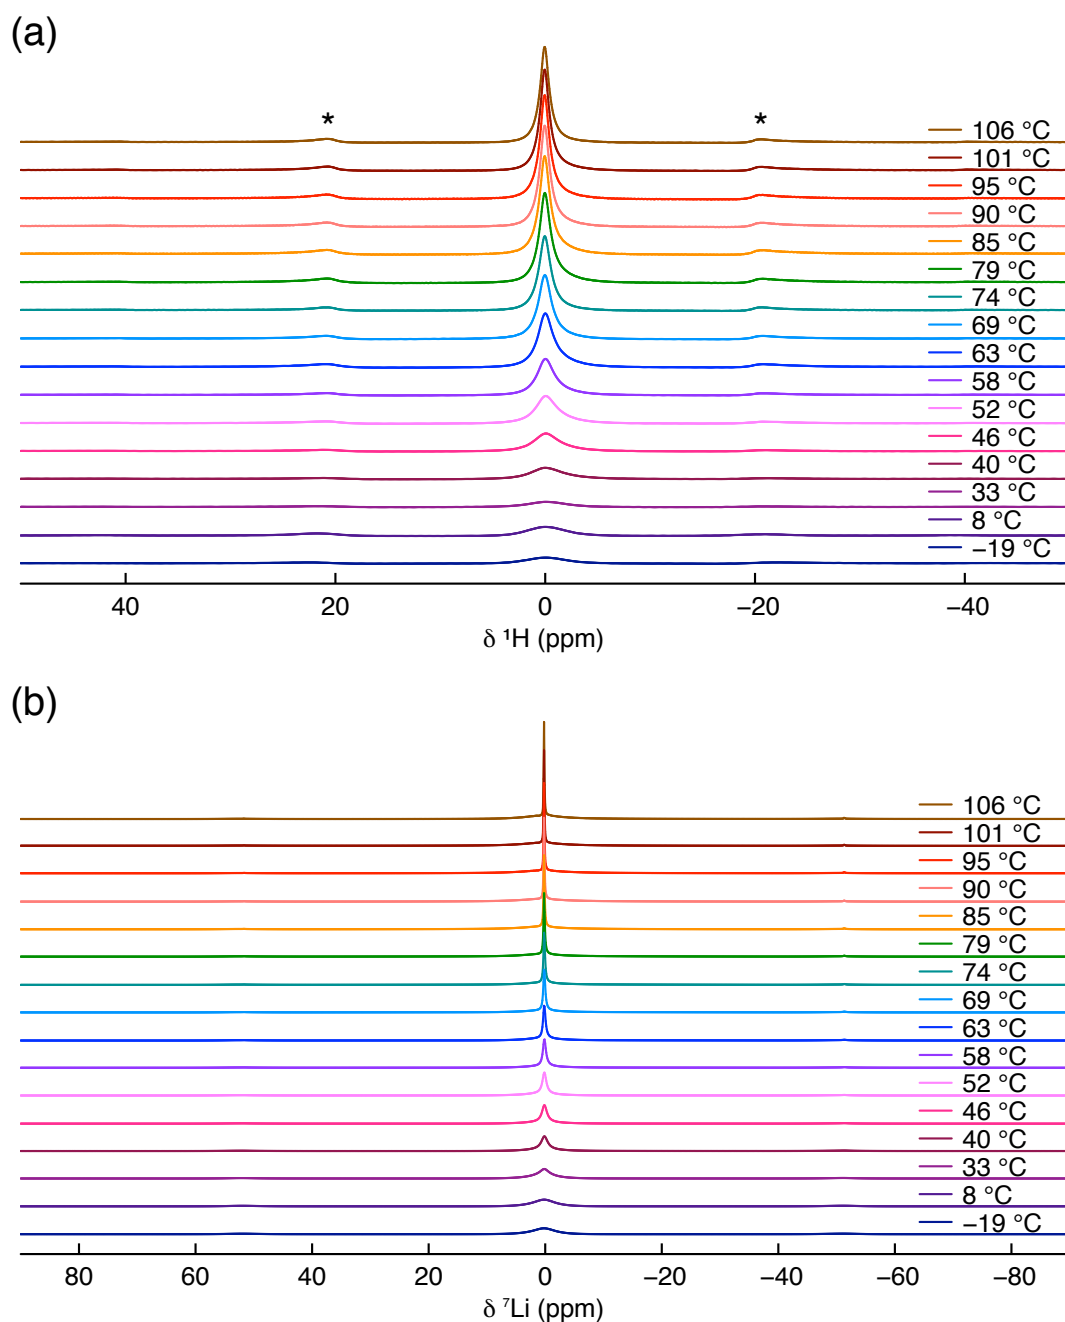 (a)
* *
106 °C
101 °C
95 °C
90 °C
85 °C
79 °C
74 °C
69 °C
63 °C
58 °C
52 °C
46 °C
40 °C
33 °C
8 °C
−19 °C
40 20 0 −20 −40
δ ¹H (ppm)
(b)
106 °C
101 °C
95 °C
90 °C
85 °C
79 °C
74 °C
69 °C
63 °C
58 °C
52 °C
46 °C
40 °C
33 °C
8 °C
−19 °C
80 60 40 20 0 −20 −40 −60 −80
δ ⁷Li (ppm)